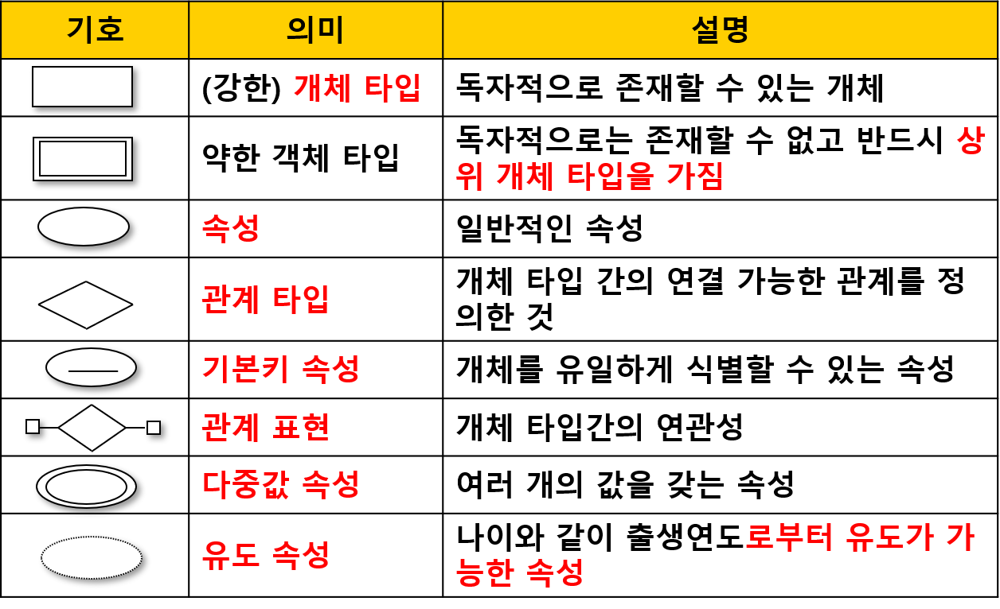 기호 의미 설명
(강한) 개체 타입 독자적으로 존재할 수 있는 개체
약한 객체 타입 독자적으로는 존재할 수 없고 반드시 상
위 개체 타입을 가짐
속성 일반적인 속성
관계 타입 개체 타입 간의 연결 가능한 관계를 정
의한 것
기본키 속성 개체를 유일하게 식별할 수 있는 속성
관계 표현 개체 타입간의 연관성
다중값 속성 여러 개의 값을 갖는 속성
유도 속성 나이와 같이 출생연도로부터 유도가 가
능한 속성